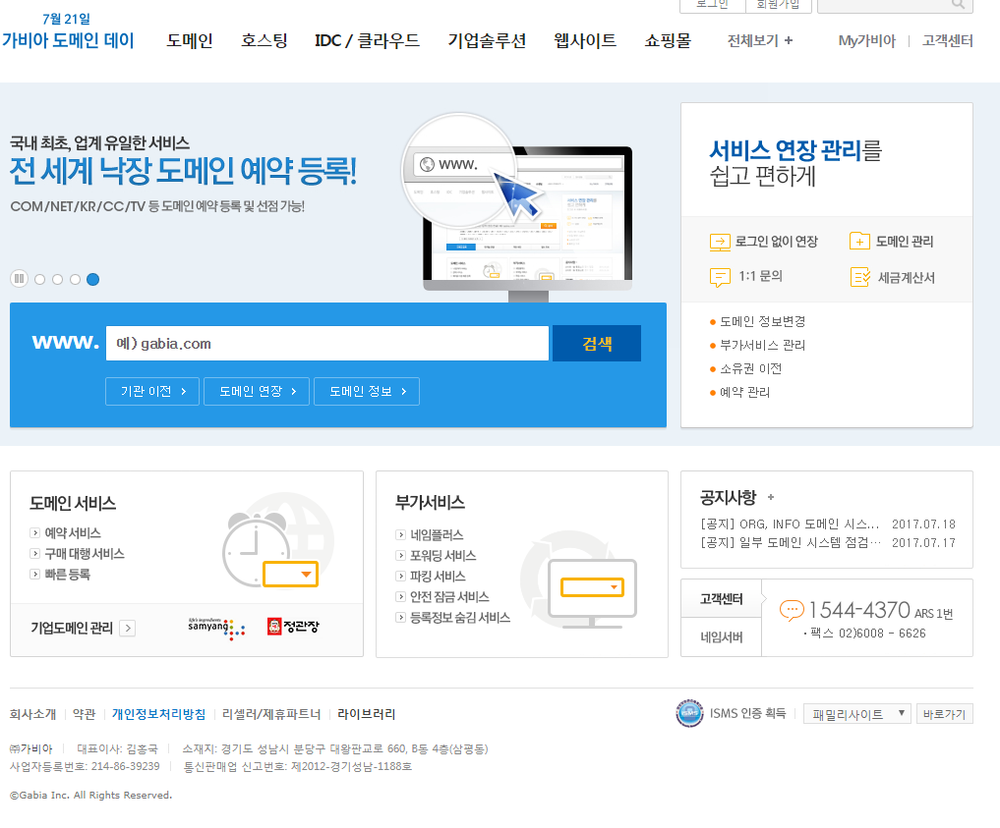 로그인
회원가입
7월 21일
가비아 도메인 데이
도메인
호스팅
IDC / 클라우드
기업솔루션
웹사이트
쇼핑몰
전체보기 +
My가비아
고객센터
국내 최초, 업계 유일한 서비스
전 세계 낙장 도메인 예약 등록!
COM/NET/KR/CC/TV 등 도메인 예약 등록 및 선점 가능!
www.
서비스 연장 관리를
쉽고 편하게
로그인 없이 연장
도메인 관리
1:1 문의
세금계산서
도메인 정보변경
부가서비스 관리
소유권 이전
예약 관리
www.
예) gabia.com
검색
기관 이전
도메인 연장
도메인 정보
도메인 서비스
예약 서비스
구매 대행 서비스
빠른 등록
기업도메인 관리
life's ingredients
samyang
정관장
부가서비스
네임플러스
포워딩 서비스
파킹 서비스
안전 잠금 서비스
등록정보 숨김 서비스
공지사항 +
[공지] ORG, INFO 도메인 시스... 2017.07.18
[공지] 일부 도메인 시스템 점검... 2017.07.17
고객센터
네임서버
1544-4370 ARS 1번
· 팩스 02)6008 - 6626
회사소개
약관
개인정보처리방침
리셀러/제휴파트너
라이브러리
ISMS
ISMS 인증 획득
패밀리사이트 ▼
바로가기
㈜가비아 대표이사: 김홍국 소재지: 경기도 성남시 분당구 대왕판교로 660, B동 4층(삼평동)
사업자등록번호: 214-86-39239 통신판매업 신고번호: 제2012-경기성남-1188호
©Gabia Inc. All Rights Reserved.